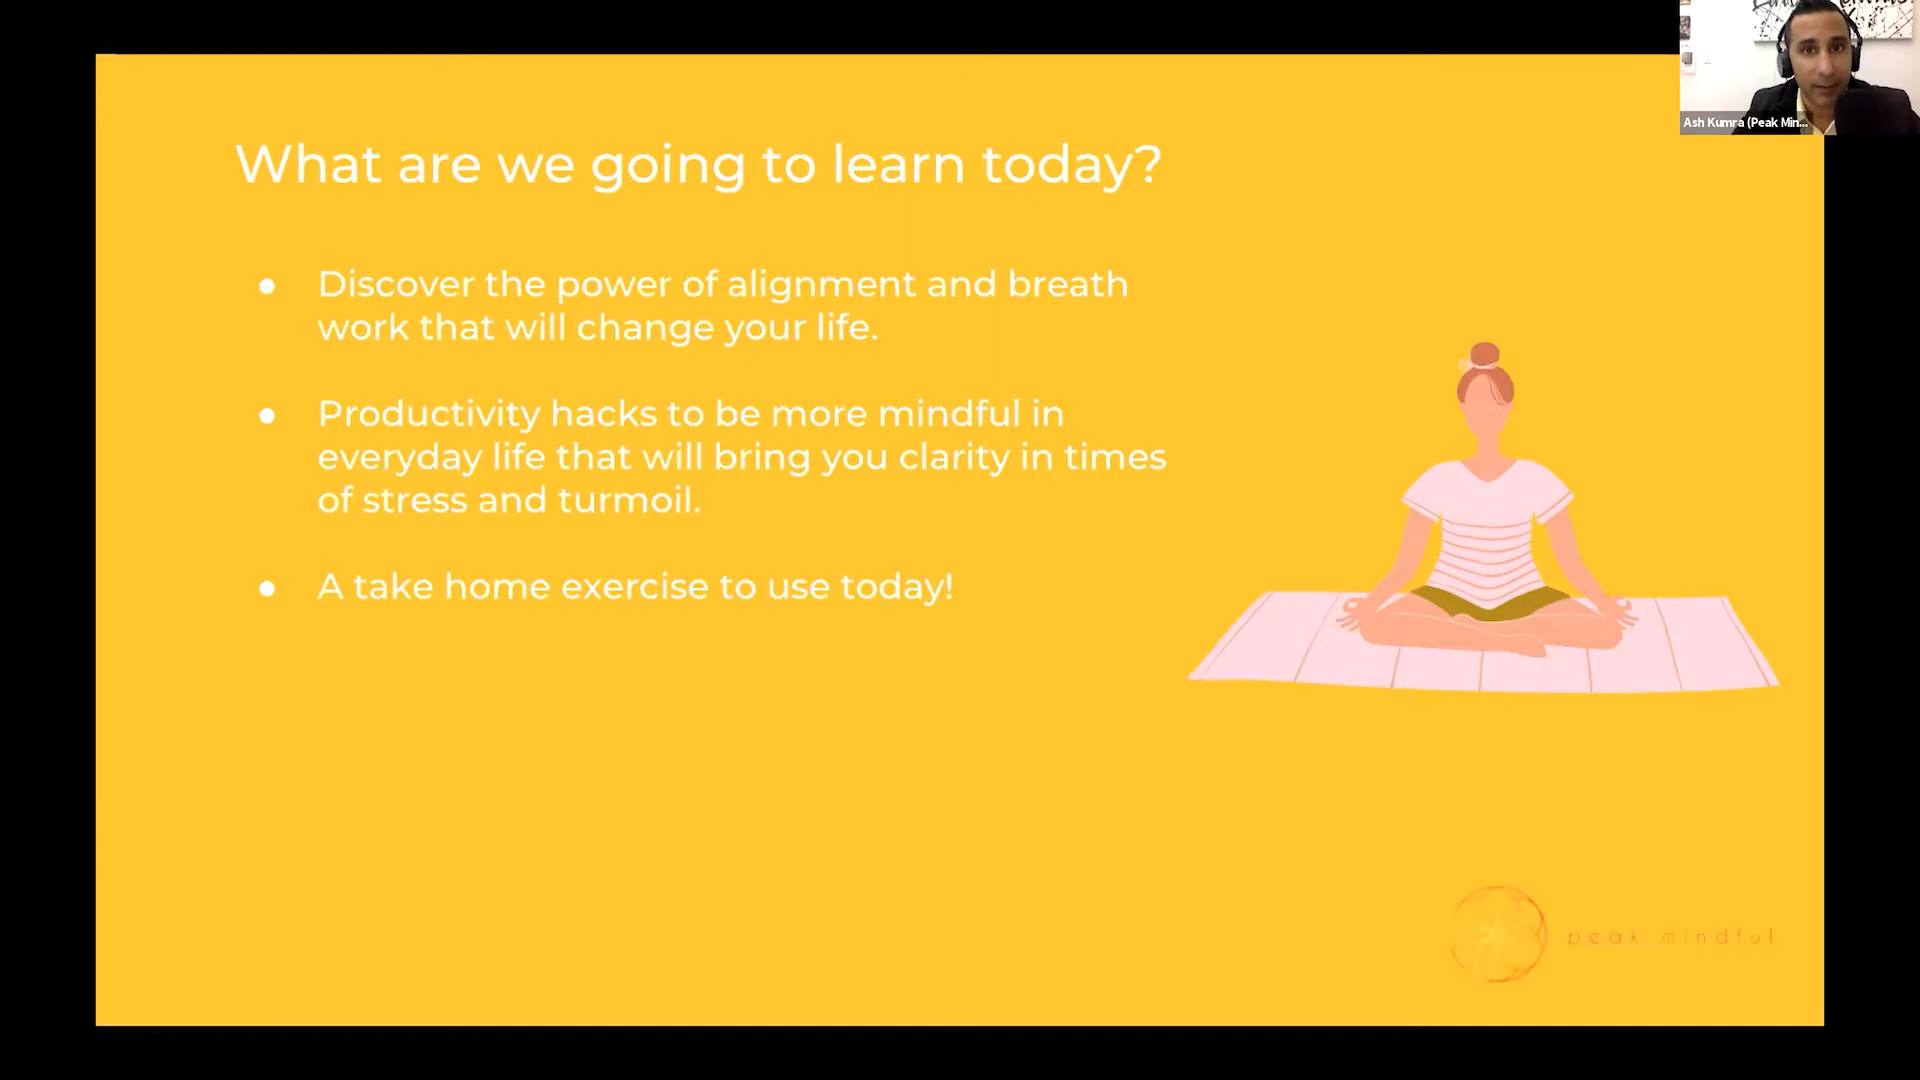 What are we going to learn today?
● Discover the power of alignment and breath
work that will change your life.
● Productivity hacks to be more mindful in
everyday life that will bring you clarity in times
of stress and turmoil.
● A take home exercise to use today!
Ash Kumra (Peak Min...
peak mindful